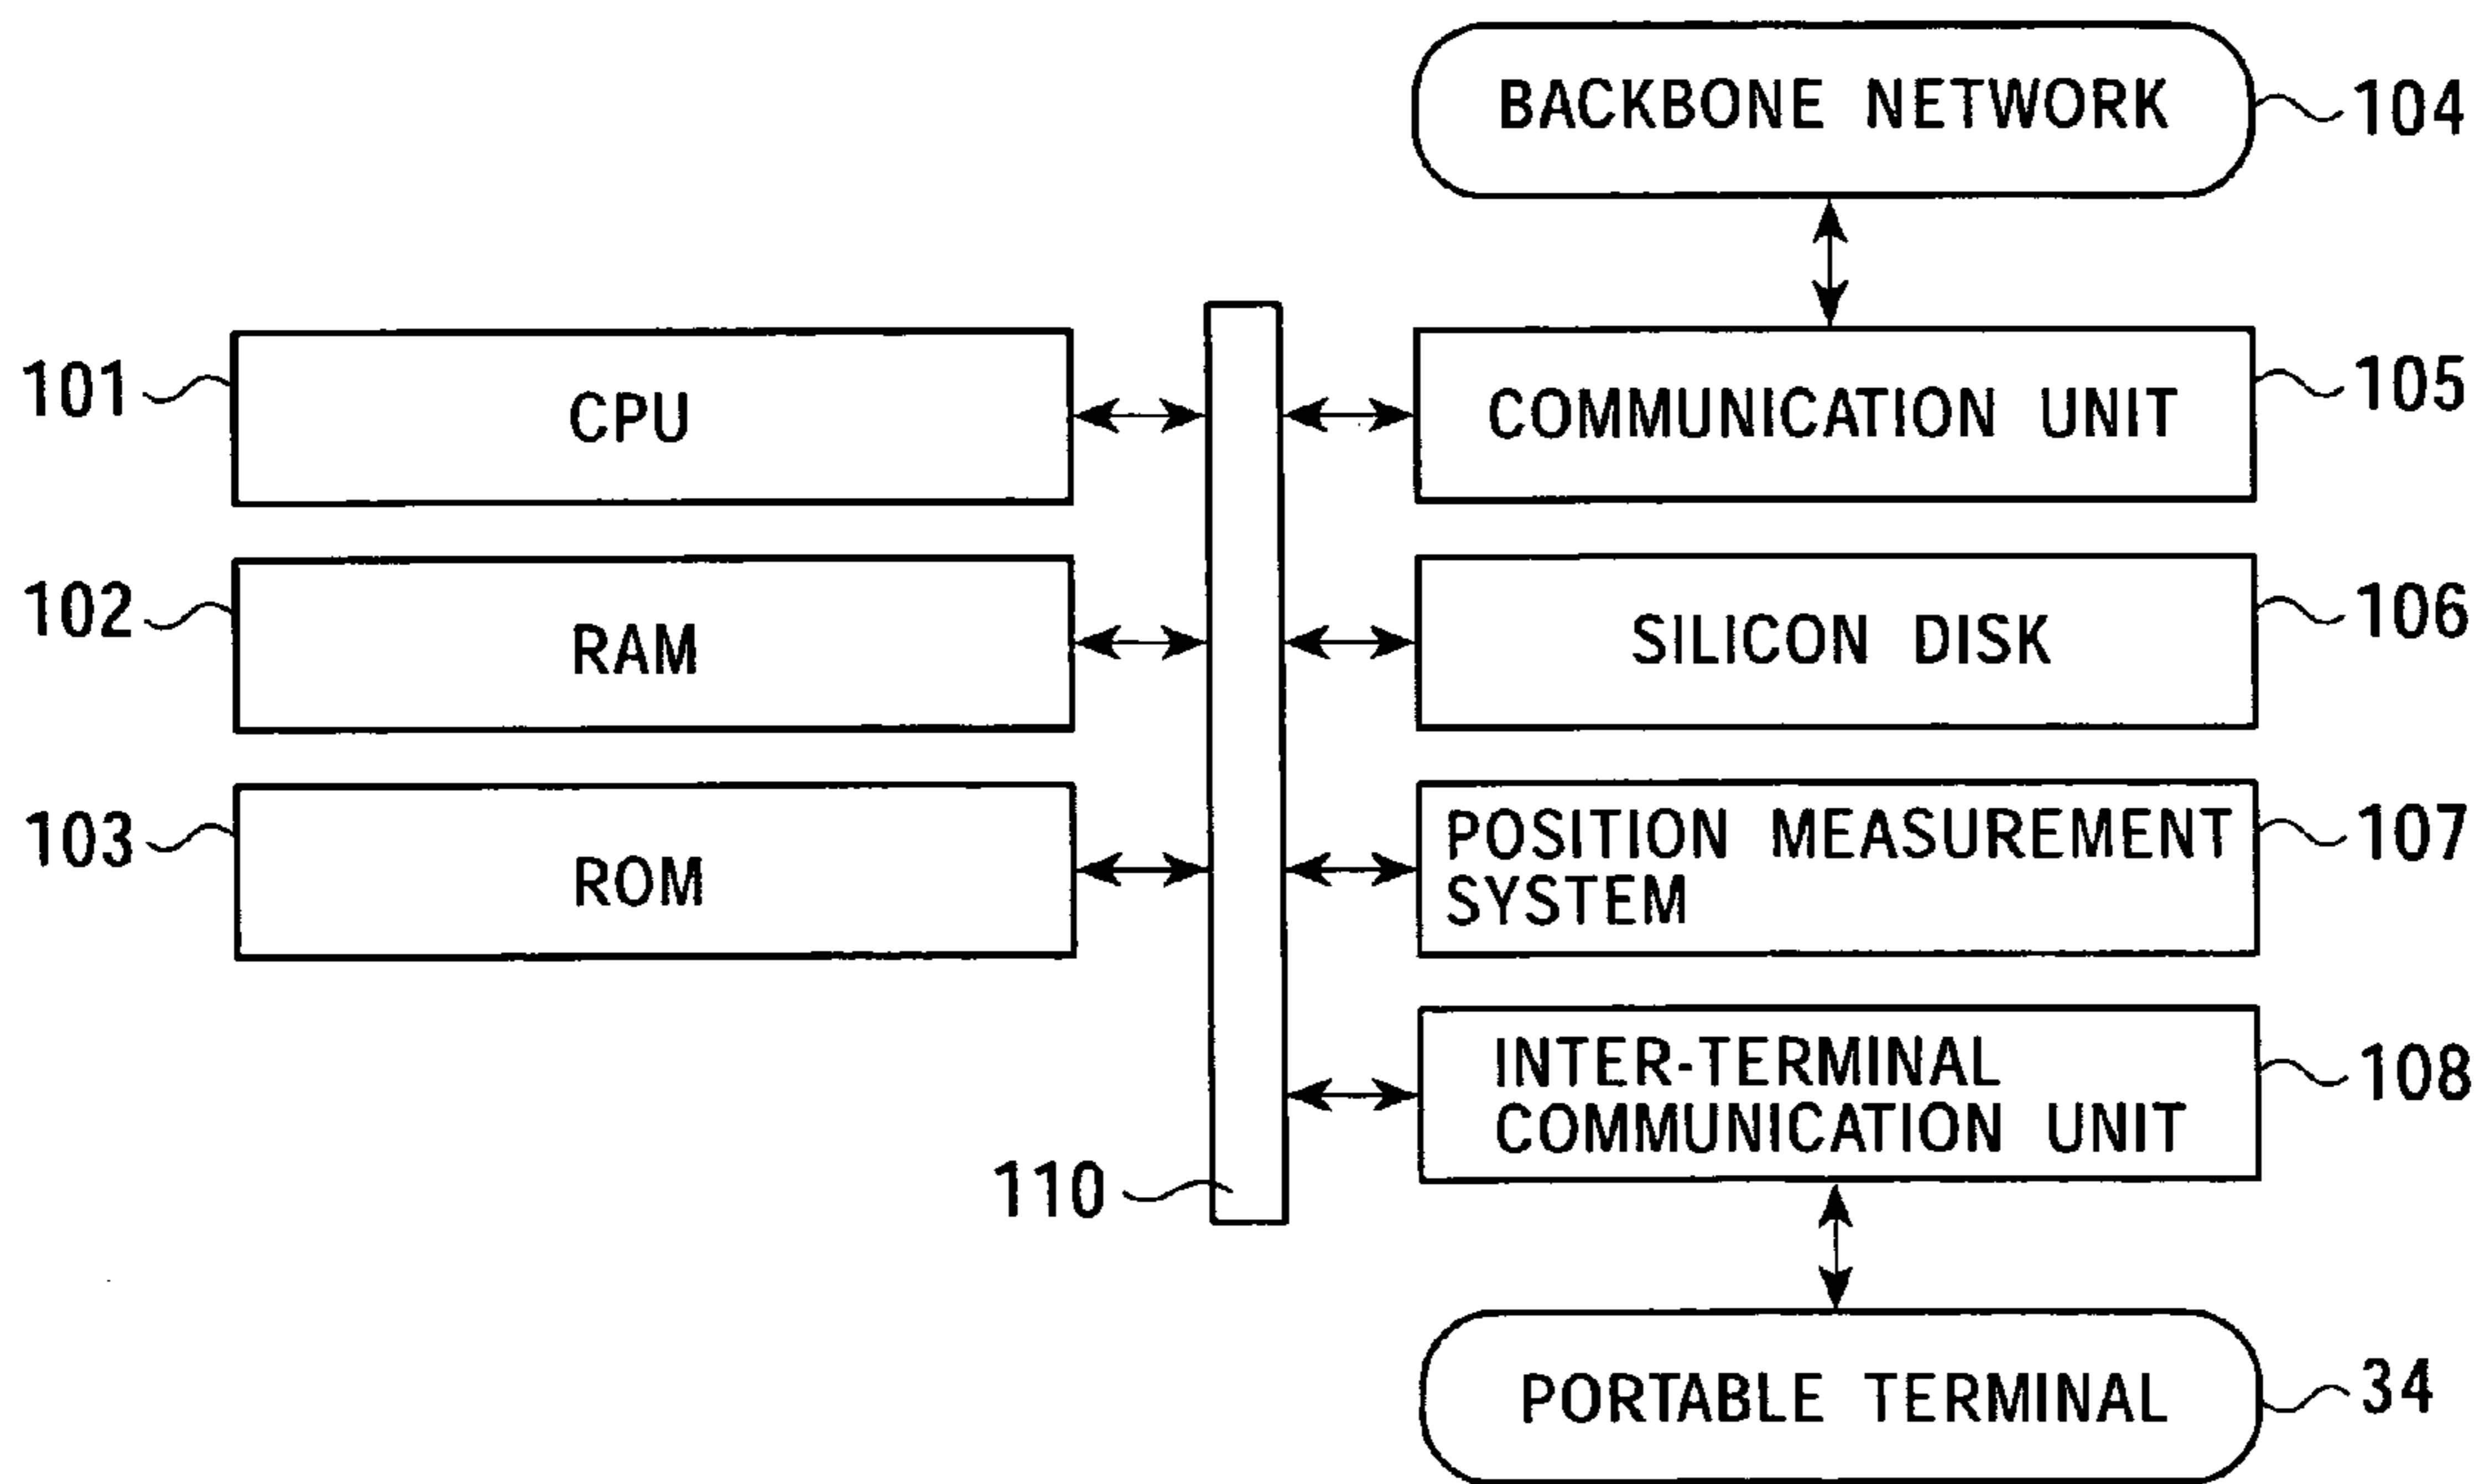 BACKBONE NETWORK
104
101
CPU
COMMUNICATION UNIT
105
102
RAM
SILICON DISK
106
103
ROM
POSITION MEASUREMENT
SYSTEM
107
INTER-TERMINAL
COMMUNICATION UNIT
108
110
PORTABLE TERMINAL
34